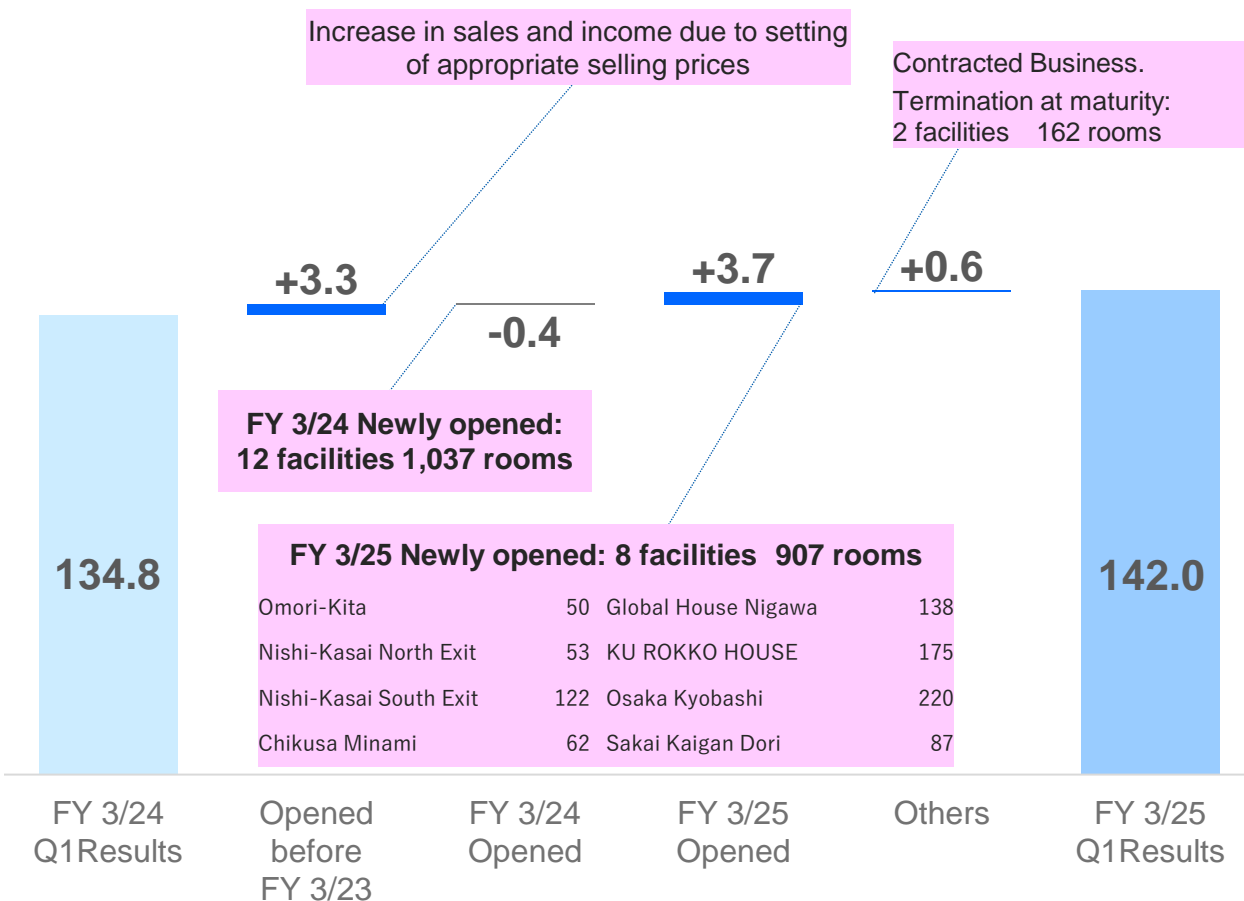 Increase in sales and income due to setting
of appropriate selling prices
Contracted Business.
Termination at maturity:
2 facilities 162 rooms
+3.3
-0.4
+3.7
+0.6
FY 3/24 Newly opened:
12 facilities 1,037 rooms
134.8
142.0
FY 3/25 Newly opened: 8 facilities 907 rooms
Omori-Kita 50 Global House Nigawa 138
Nishi-Kasai North Exit 53 KU ROKKO HOUSE 175
Nishi-Kasai South Exit 122 Osaka Kyobashi 220
Chikusa Minami 62 Sakai Kaigan Dori 87
FY 3/24
Q1Results
Opened
before
FY 3/23
FY 3/24
Opened
FY 3/25
Opened
Others
FY 3/25
Q1Results